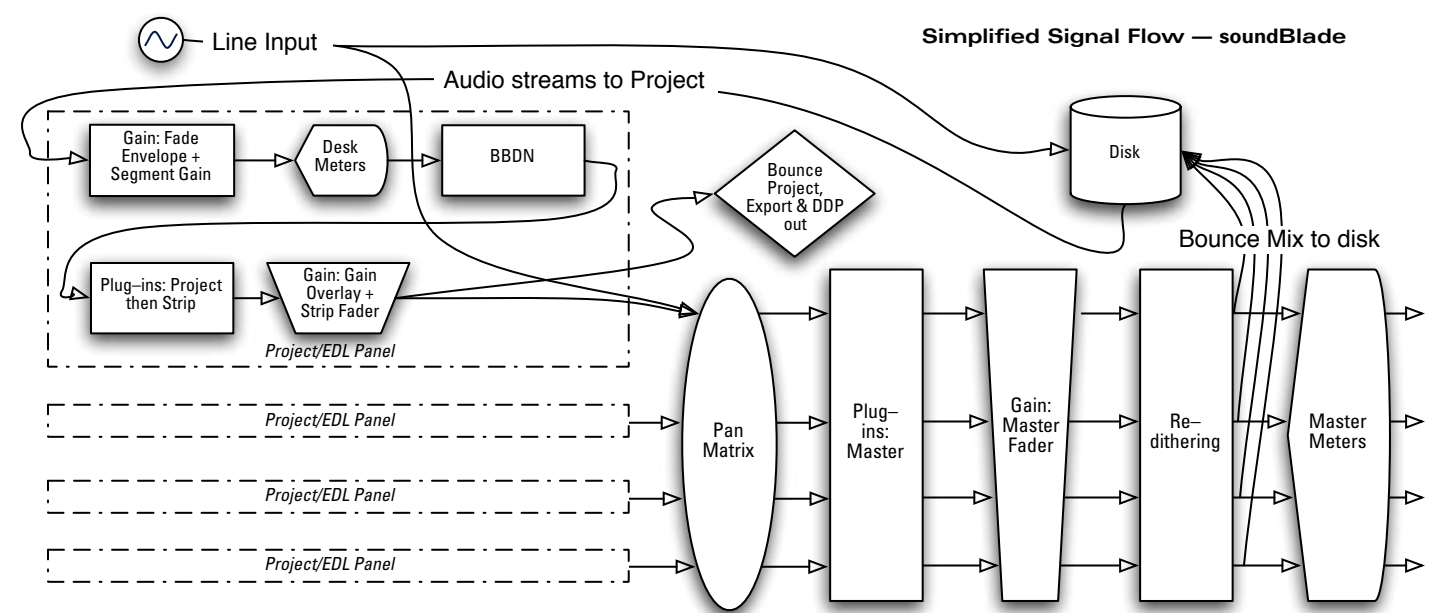 Line Input
Simplified Signal Flow — soundBlade
Audio streams to Project
Gain: Fade
Envelope +
Segment Gain
Desk
Meters
BBDN
Disk
Bounce
Project,
Export & DDP
out
Bounce Mix to disk
Plug–ins: Project
then Strip
Gain: Gain
Overlay +
Strip Fader
Project/EDL Panel
Project/EDL Panel
Project/EDL Panel
Project/EDL Panel
Pan
Matrix
Plug–
ins:
Master
Gain:
Master
Fader
Re–
dithering
Master
Meters